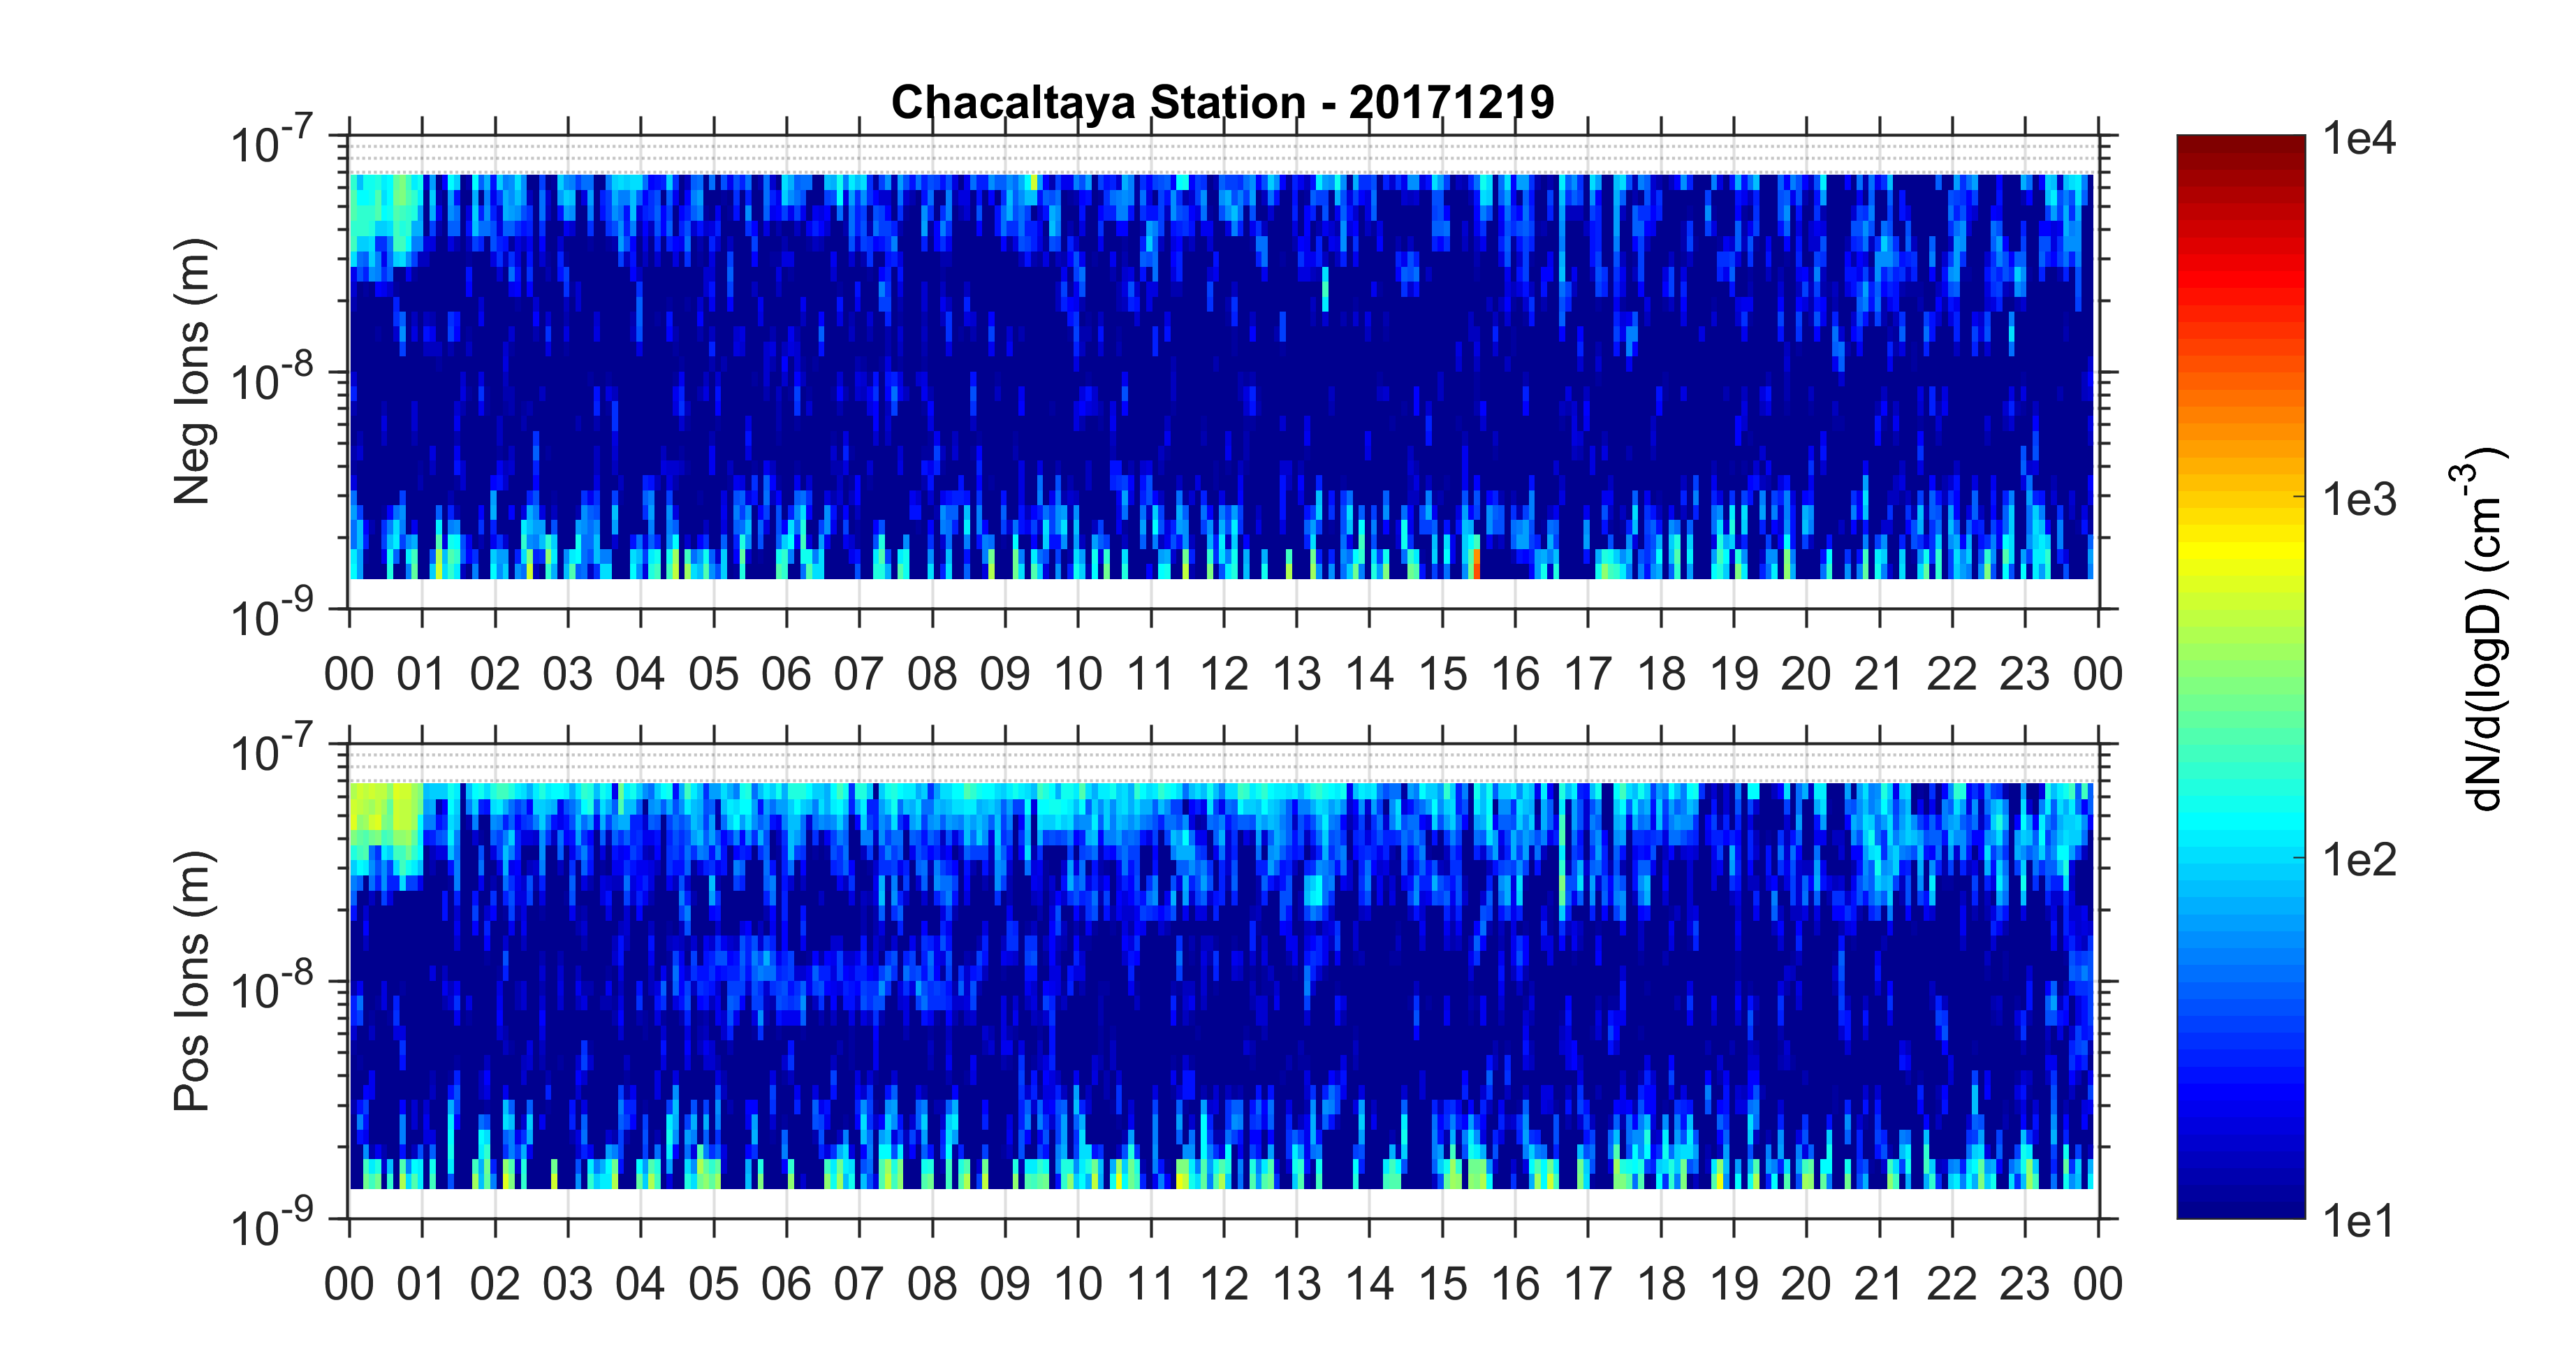 Chacaltaya Station - 20171219
10-7
10-8
10-9
Neg Ions (m)
00 01 02 03 04 05 06 07 08 09 10 11 12 13 14 15 16 17 18 19 20 21 22 23 00
10-7
10-8
10-9
Pos Ions (m)
00 01 02 03 04 05 06 07 08 09 10 11 12 13 14 15 16 17 18 19 20 21 22 23 00
1e4
1e3
1e2
1e1
dN/d(logD) (cm-3)